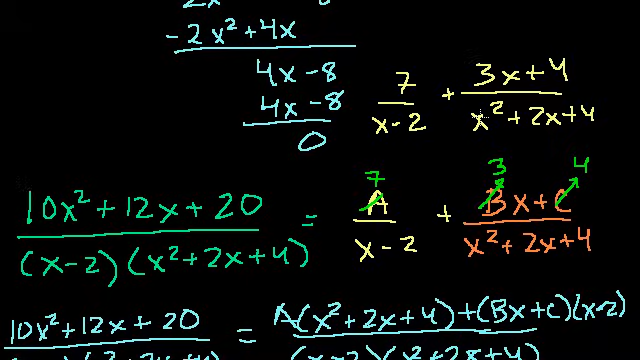 - 2x² + 4x
4x - 8
4x - 8
0
7/(x-2) + (3x+4)/(x²+2x+4)
7 3 4
(10x² + 12x + 20)/((x-2)(x²+2x+4)) = A/(x-2) + (Bx+C)/(x²+2x+4)
10x² + 12x + 20 = A(x²+2x+4)+(Bx+C)(x-2)